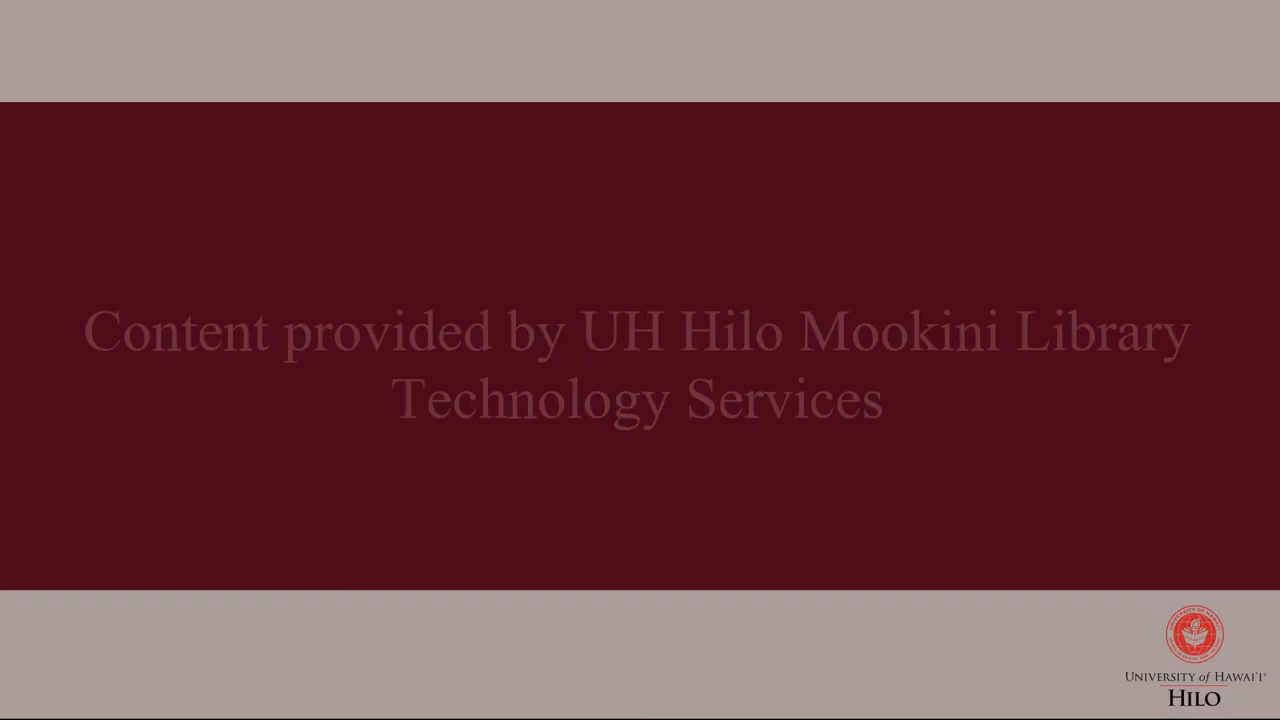 Content provided by UH Hilo Mookini Library
Technology Services
UNIVERSITY of HAWAI‘I®
HILO